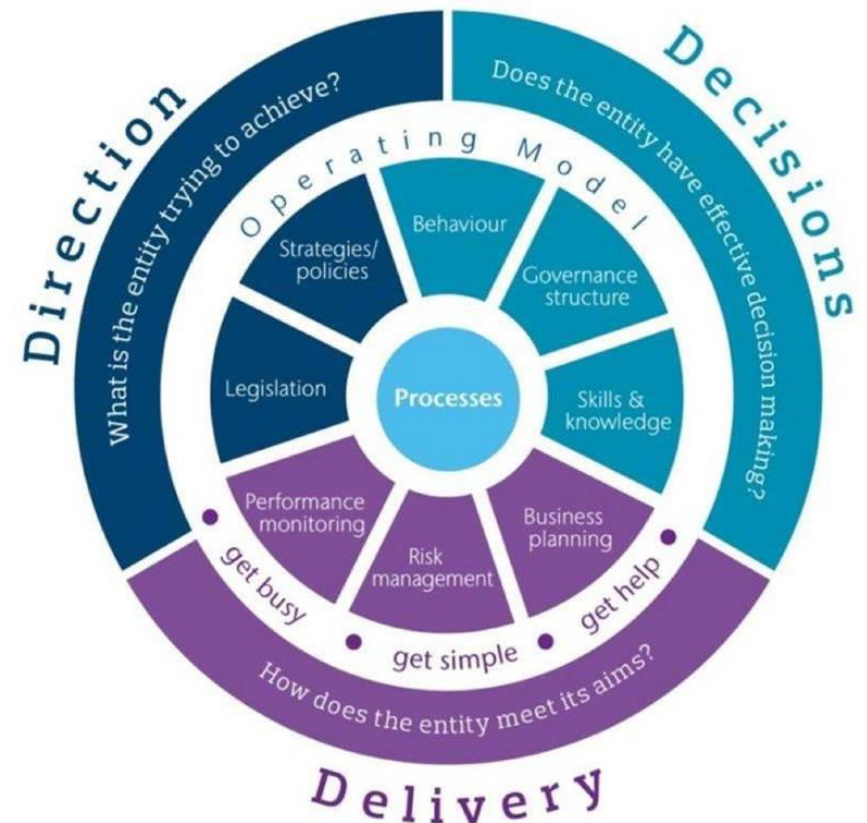 Direction
What is the entity trying to achieve?
Decisions
Does the entity have effective decision making?
Operating Model
Strategies/
policies
Behaviour
Governance
structure
Legislation
Processes
Skills &
knowledge
Performance
monitoring
Risk
management
Business
planning
get busy
get simple
get help
How does the entity meet its aims?
Delivery